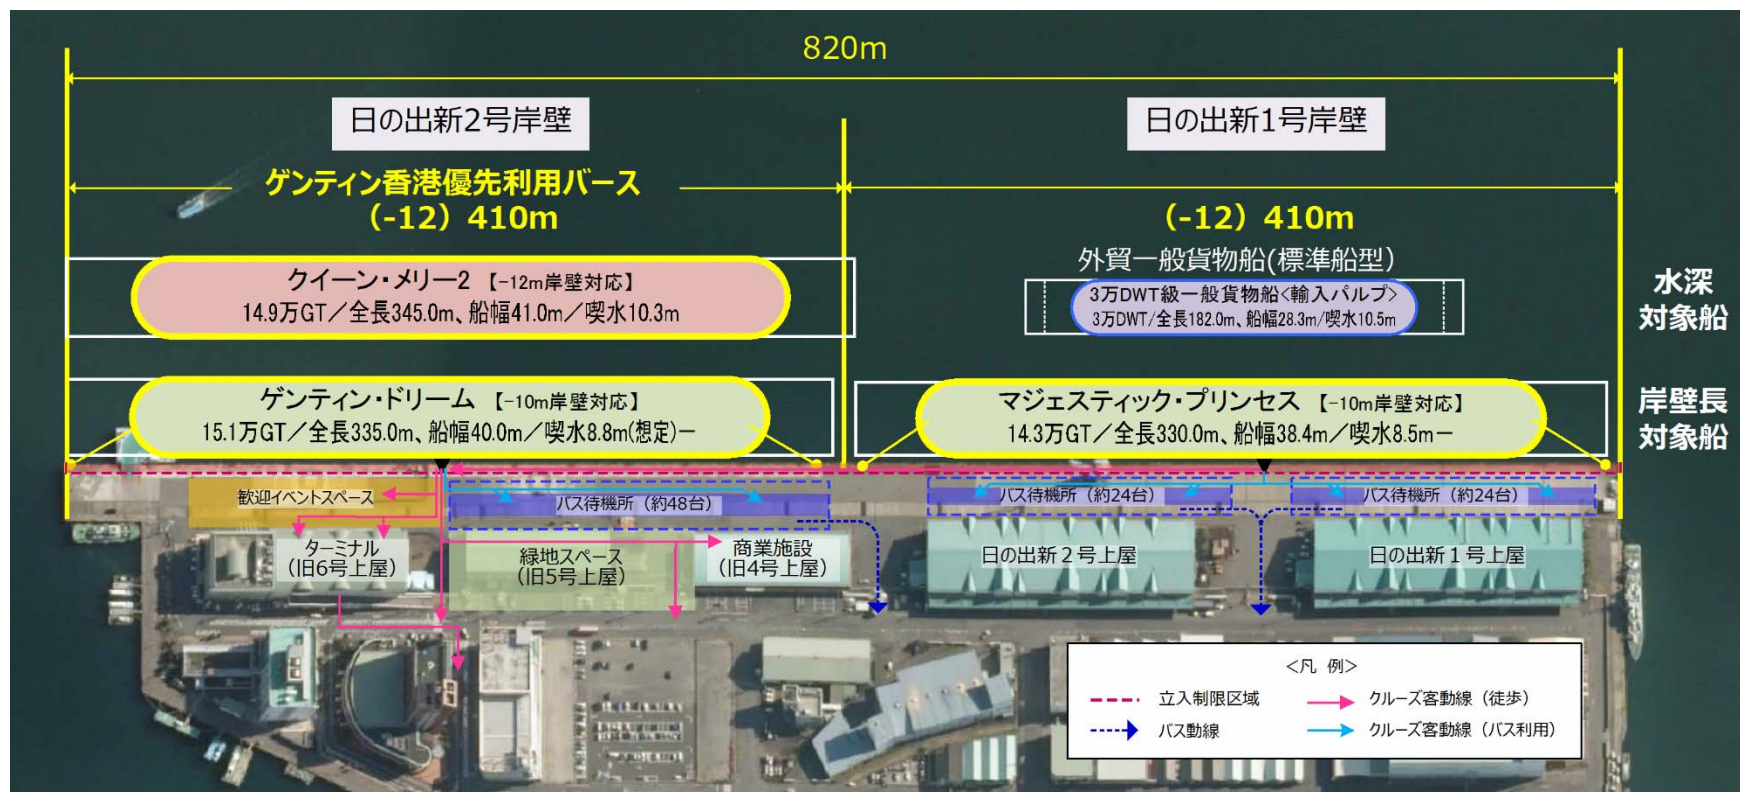 820m
日の出新2号岸壁
日の出新1号岸壁
ゲンティン香港優先利用バース
(-12) 410m
(-12) 410m
外貿一般貨物船(標準船型)
クイーン・メリー2 【-12m岸壁対応】
14.9万GT/全長345.0m、船幅41.0m/喫水10.3m
3万DWT級一般貨物船<輸入パルプ>
3万DWT/全長182.0m、船幅28.3m/喫水10.5m
水深
対象船
ゲンティン・ドリーム 【-10m岸壁対応】
15.1万GT/全長335.0m、船幅40.0m/喫水8.8m(想定)ー
マジェスティック・プリンセス 【-10m岸壁対応】
14.3万GT/全長330.0m、船幅38.4m/喫水8.5mー
岸壁長
対象船
歓迎イベントスペース
バス待機所(約48台)
バス待機所(約24台)
バス待機所(約24台)
ターミナル
(旧6号上屋)
緑地スペース
(旧5号上屋)
商業施設
(旧4号上屋)
日の出新2号上屋
日の出新1号上屋
<凡 例>
立入制限区域
クルーズ客動線(徒歩)
バス動線
クルーズ客動線(バス利用)